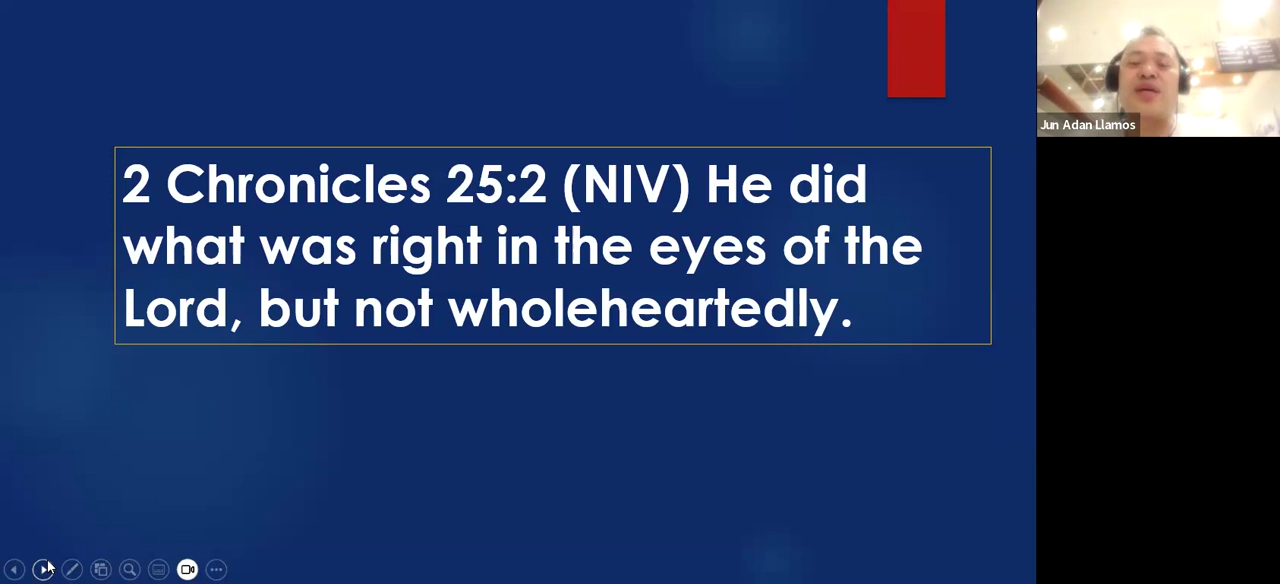 2 Chronicles 25:2 (NIV) He did
what was right in the eyes of the
Lord, but not wholeheartedly.
Jun Adan Llamos